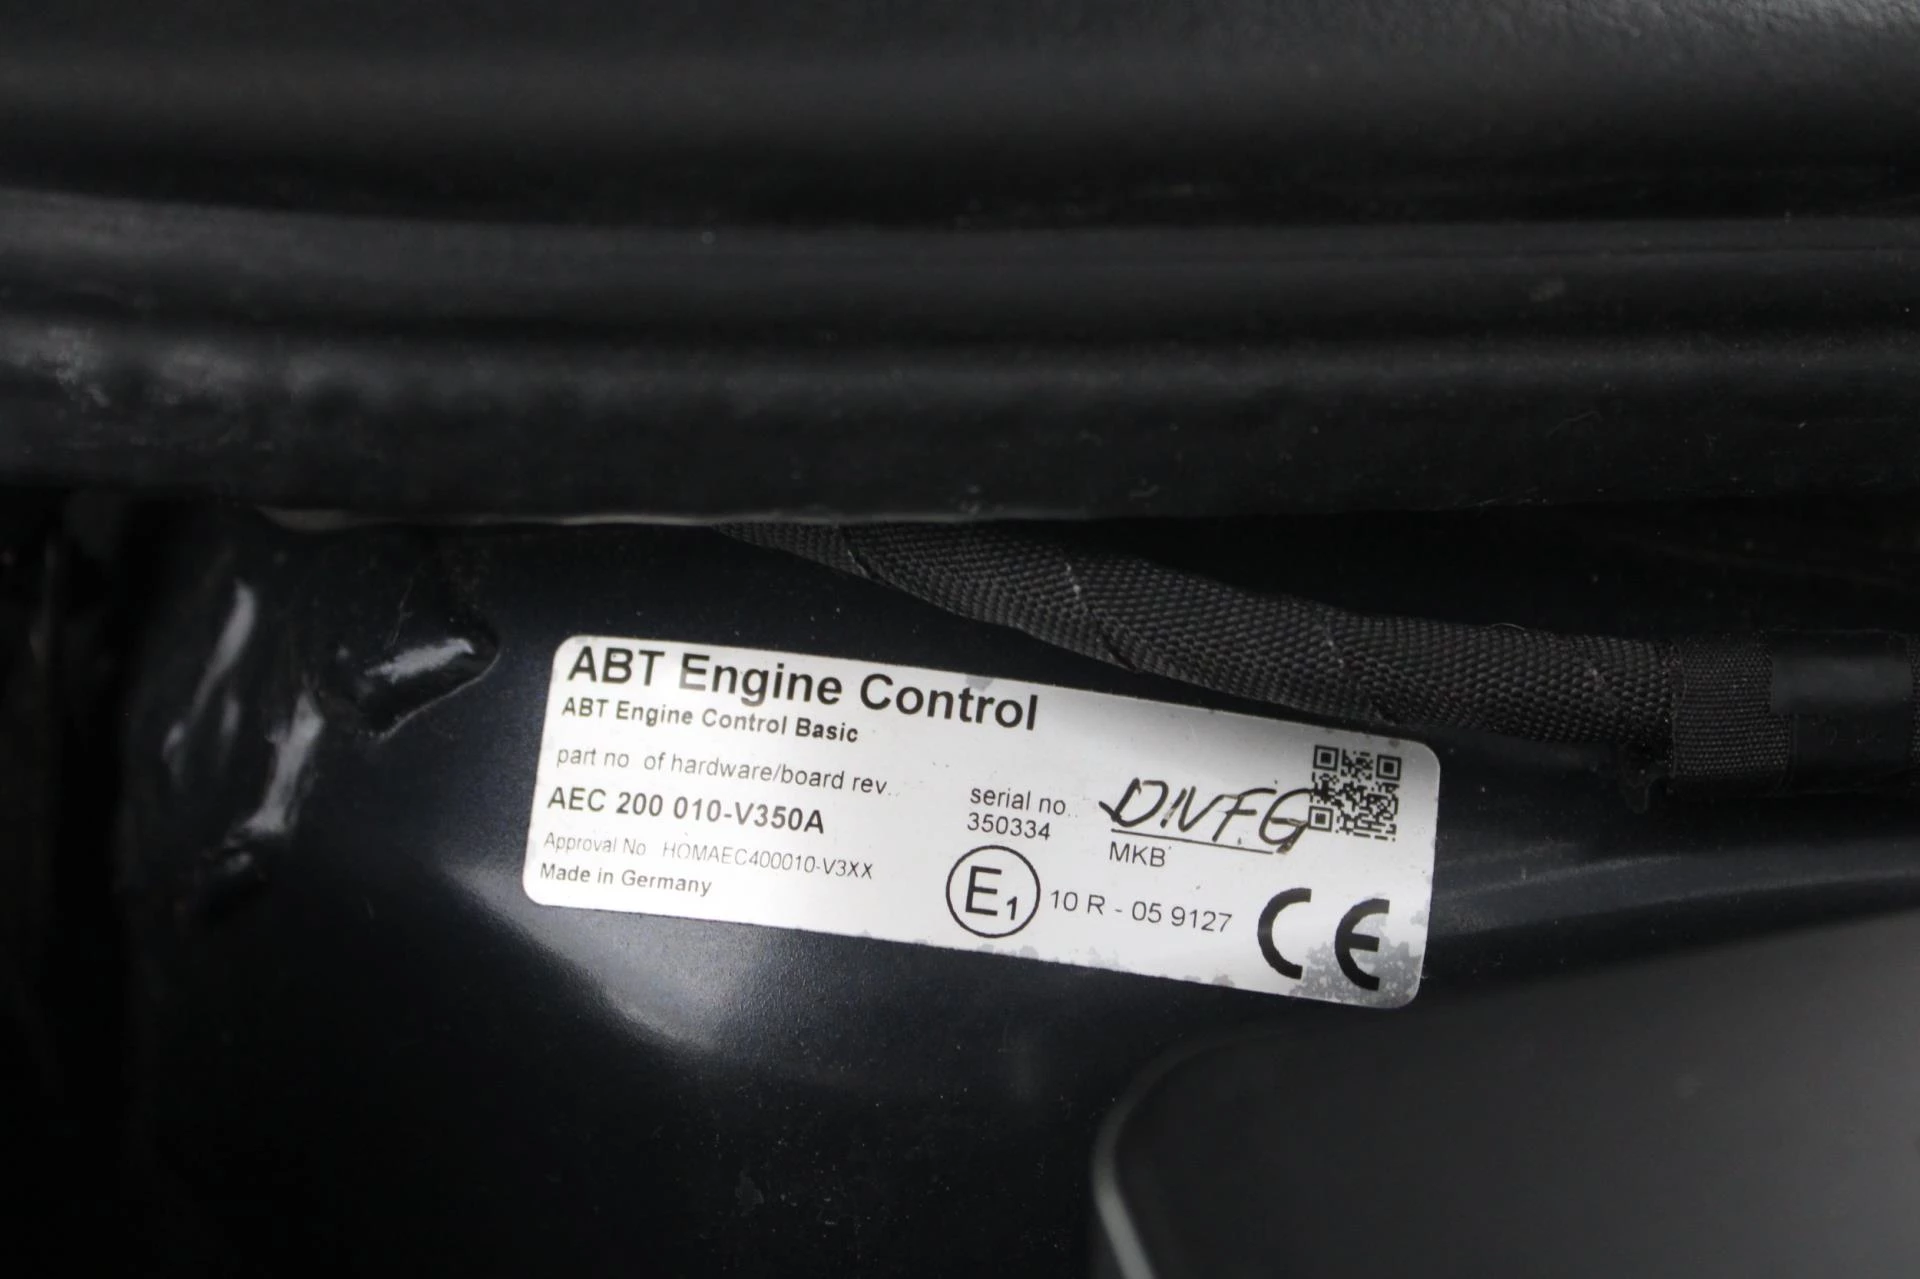 ABT Engine Control
ABT Engine Control Basic
part no of hardware/board rev.:
AEC 200 010-V350A
Approval No HOMAEC400010-V3XX
Made in Germany
serial no.:
350334
DNFG
MKB
E1 10 R - 05 9127
CE